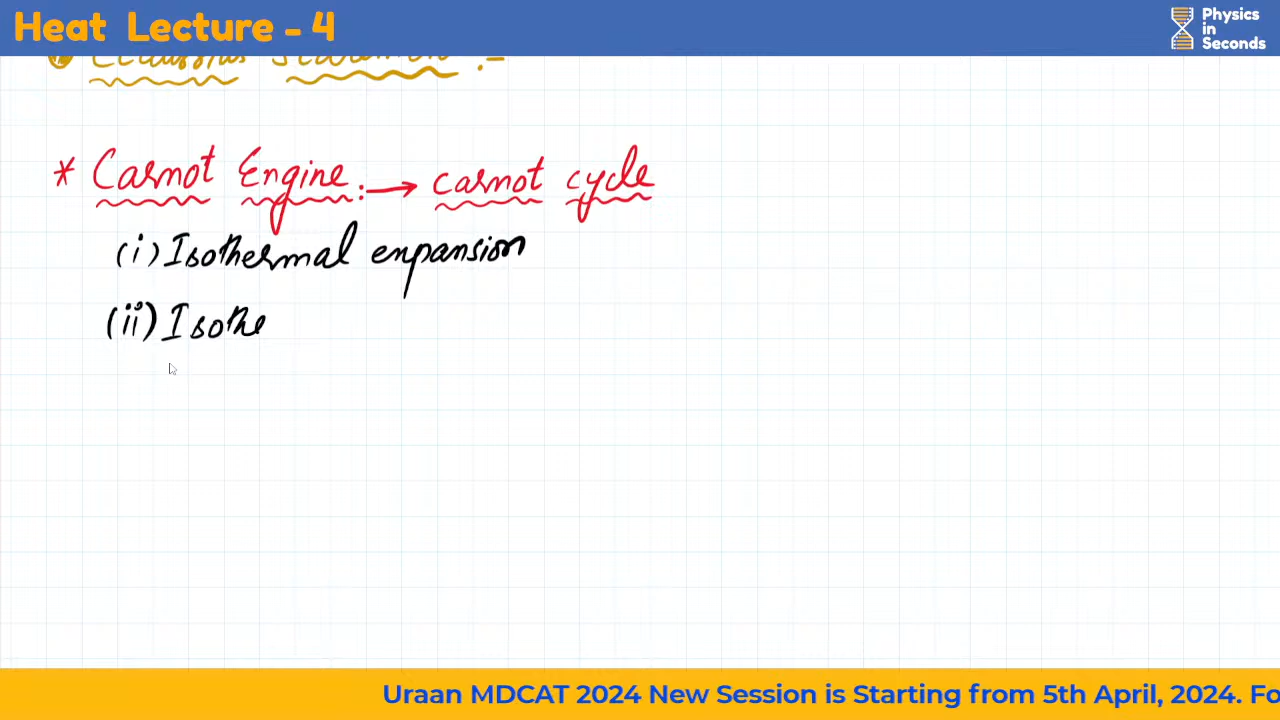 Heat Lecture - 4
Physics
in
Seconds
* Carnot Engine :→ carnot cycle
(i) Isothermal expansion
(ii) Isothe
Uraan MDCAT 2024 New Session is Starting from 5th April, 2024. Fo